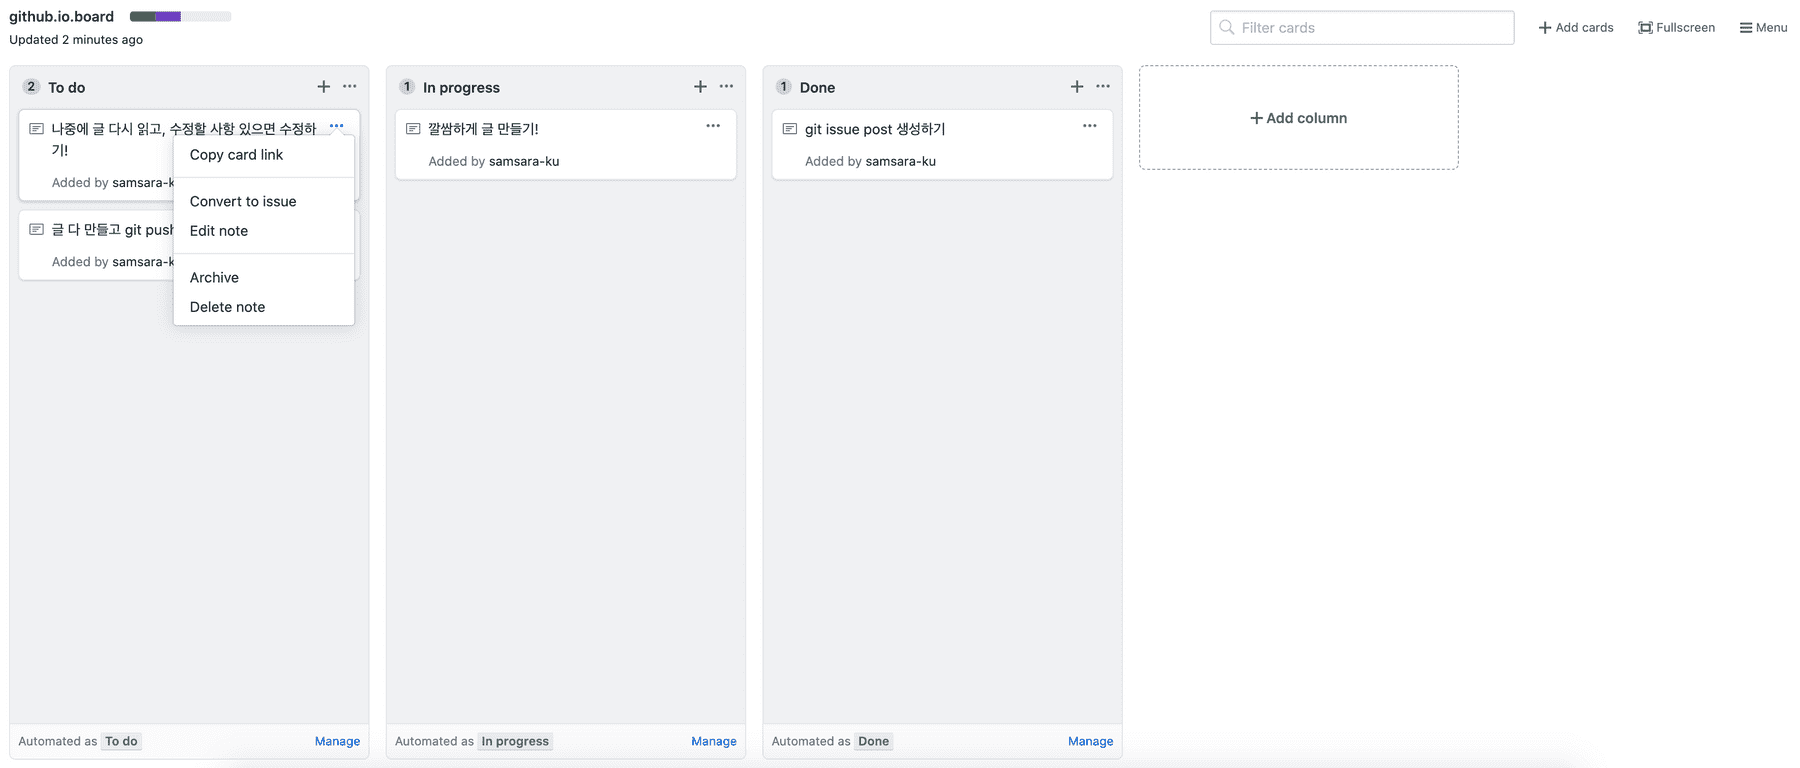 github.io.board
Updated 2 minutes ago
Filter cards
Add cards
Fullscreen
Menu
2 To do
나중에 글 다시 읽고, 수정할 사항 있으면 수정하
기!
Added by samsara-k
Copy card link
Convert to issue
Edit note
Archive
Delete note
글 다 만들고 git push
Added by samsara-k
Automated as To do
Manage
1 In progress
깔쌈하게 글 만들기!
Added by samsara-ku
Automated as In progress
Manage
1 Done
git issue post 생성하기
Added by samsara-ku
Automated as Done
Manage
Add column